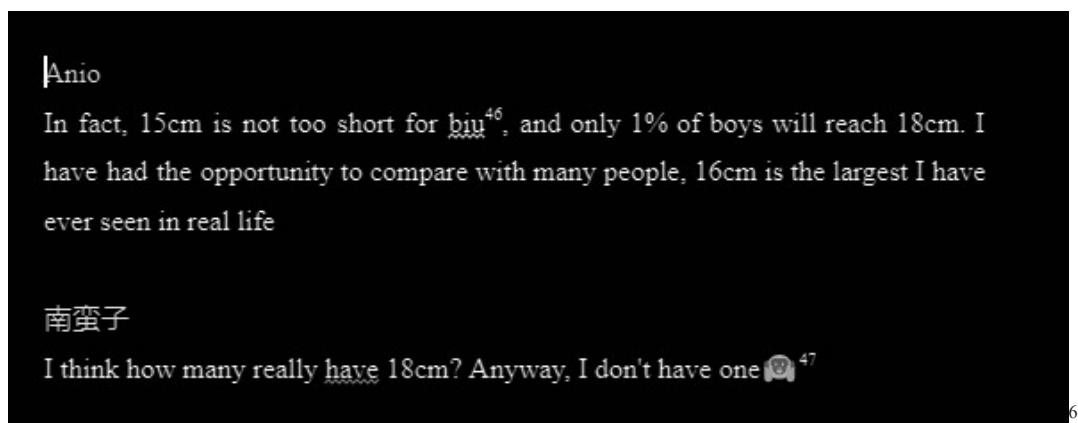 Anio
In fact, 15cm is not too short for biu46, and only 1% of boys will reach 18cm. I
have had the opportunity to compare with many people, 16cm is the largest I have
ever seen in real life
南蛮子
I think how many really have 18cm? Anyway, I don't have one🙉47
6